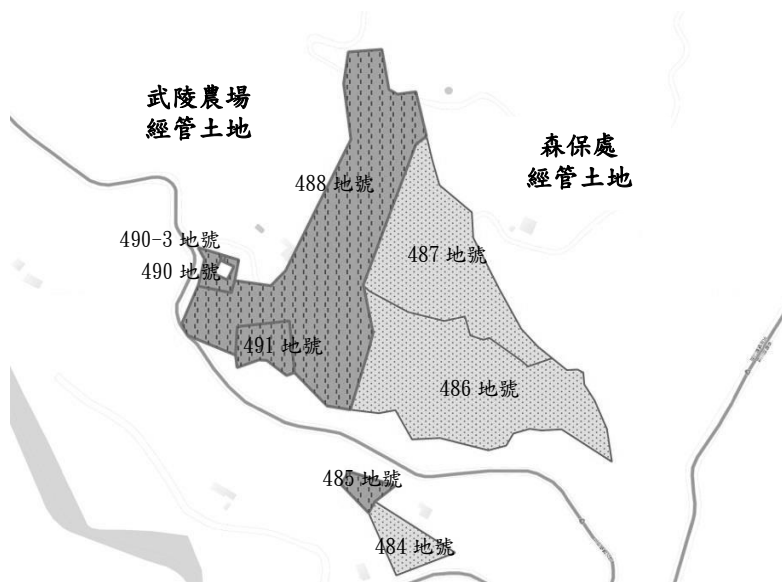 武陵農場
經管土地
森保處
經管土地
488 地號
490-3 地號
490 地號
487 地號
491 地號
486 地號
485 地號
484 地號